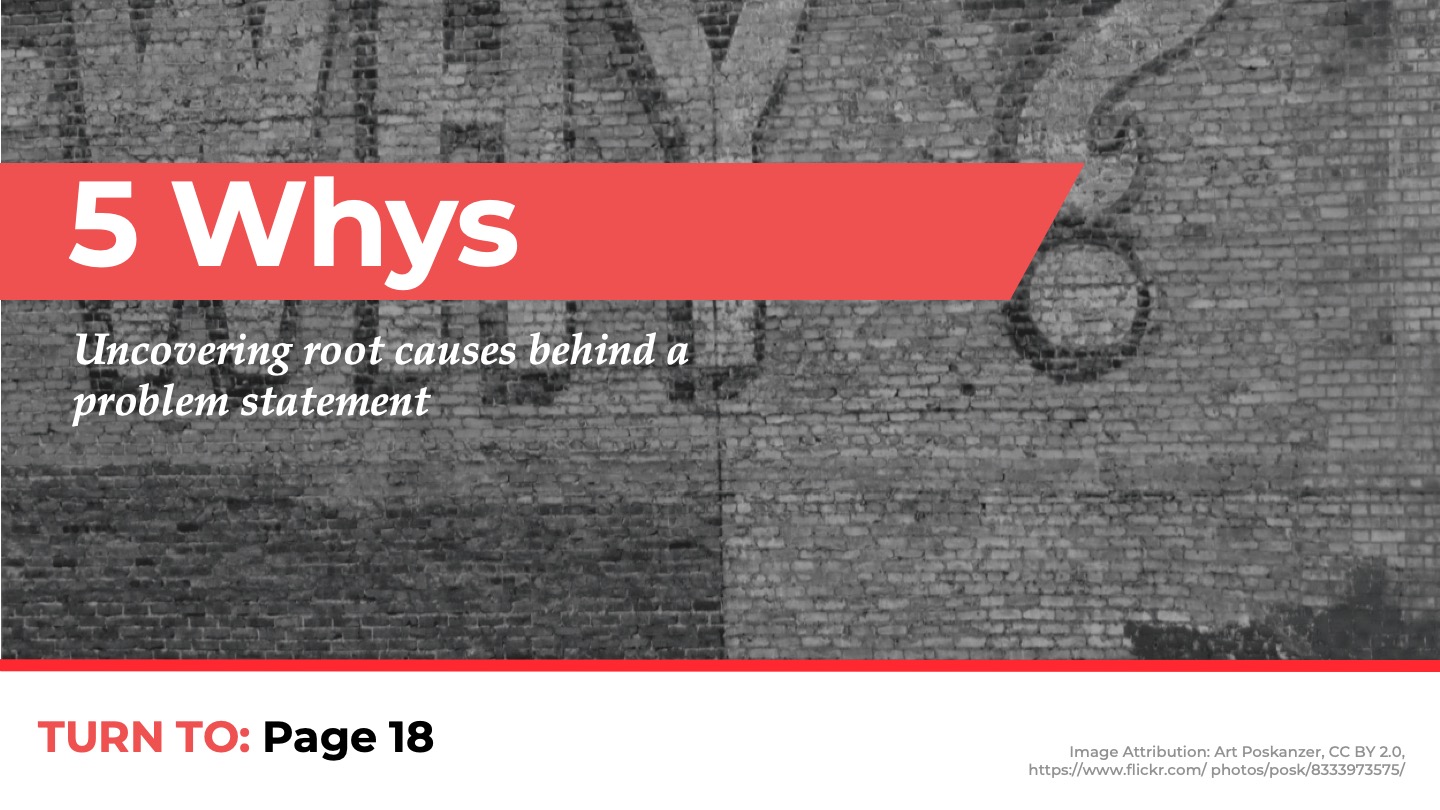 WHY?
5 Whys
Uncovering root causes behind a
problem statement
TURN TO: Page 18
Image Attribution: Art Poskanzer, CC BY 2.0,
https://www.flickr.com/ photos/posk/8333973575/